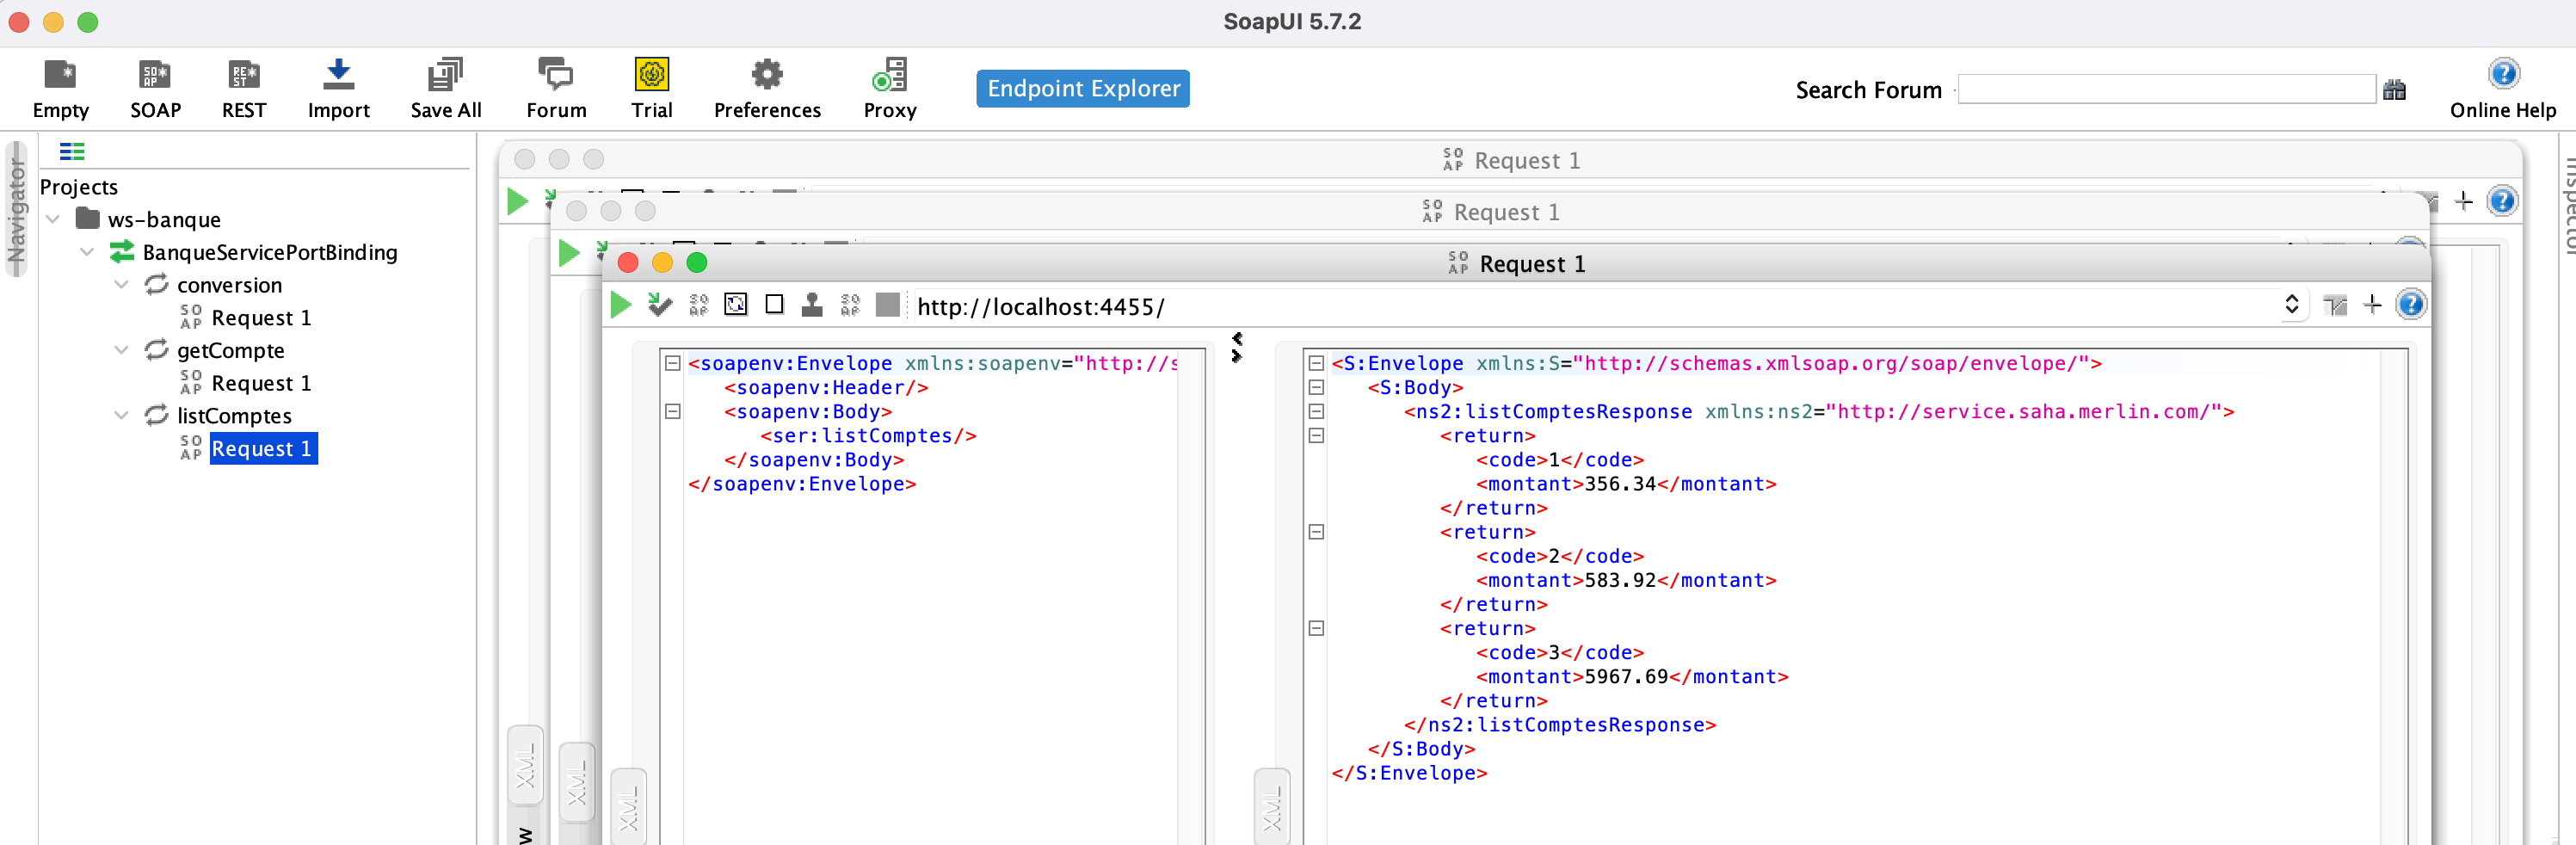 SoapUI 5.7.2
Empty
SOAP
REST
Import
Save All
Forum
Trial
Preferences
Proxy
Endpoint Explorer
Search Forum
Online Help
Navigator
Inspector
Projects
ws-banque
BanqueServicePortBinding
conversion
Request 1
getCompte
Request 1
listComptes
Request 1
Request 1
Request 1
Request 1
http://localhost:4455/
<soapenv:Envelope xmlns:soapenv="http://s
<soapenv:Header/>
<soapenv:Body>
<ser:listComptes/>
</soapenv:Body>
</soapenv:Envelope>
<S:Envelope xmlns:S="http://schemas.xmlsoap.org/soap/envelope/">
<S:Body>
<ns2:listComptesResponse xmlns:ns2="http://service.saha.merlin.com/">
<return>
<code>1</code>
<montant>356.34</montant>
</return>
<return>
<code>2</code>
<montant>583.92</montant>
</return>
<return>
<code>3</code>
<montant>5967.69</montant>
</return>
</ns2:listComptesResponse>
</S:Body>
</S:Envelope>
XML
XML
XML
XML